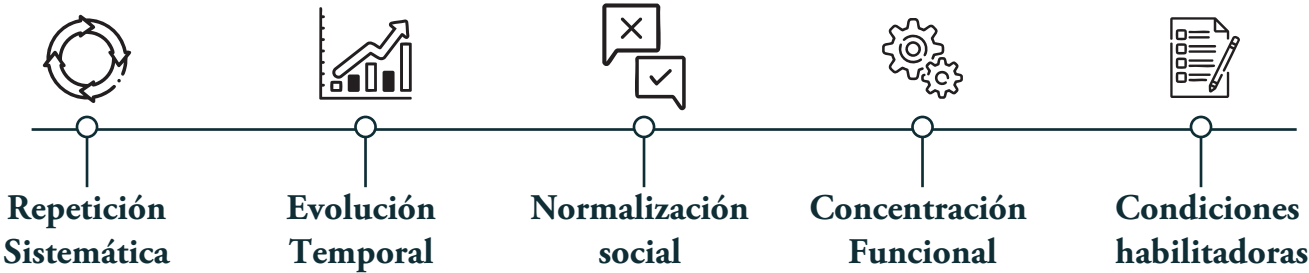 Repetición
Sistemática
Evolución
Temporal
Normalización
social
Concentración
Funcional
Condiciones
habilitadoras